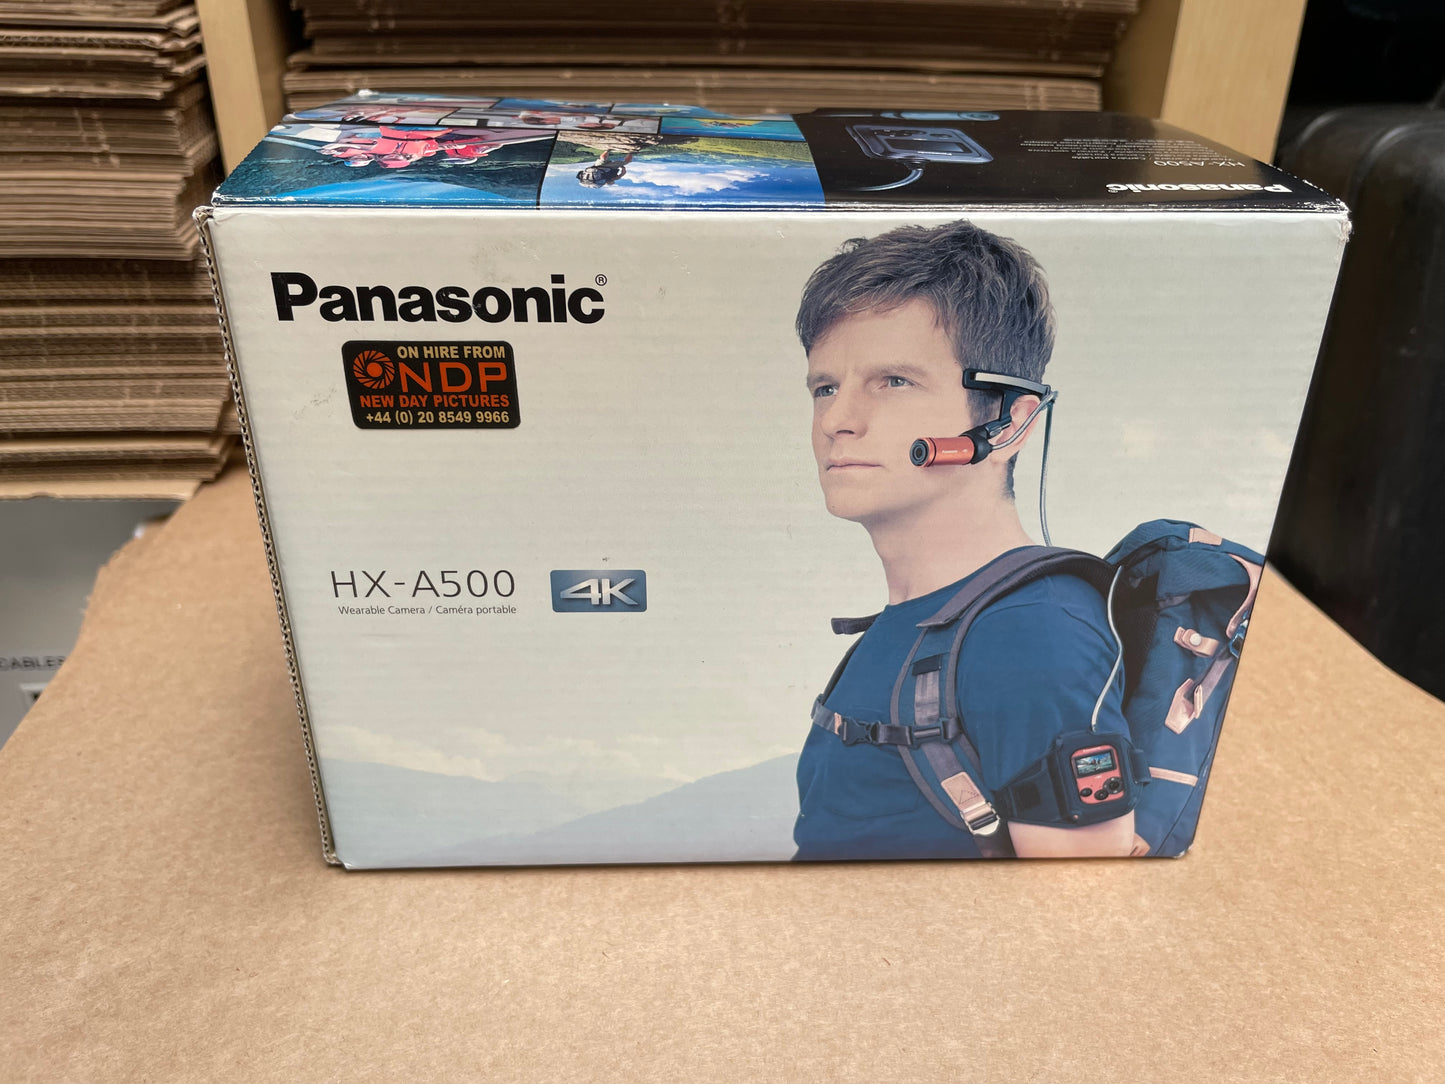 HX-A500
Panasonic®
Panasonic®
ON HIRE FROM
NDP
NEW DAY PICTURES
+44 (0) 20 8549 9966
HX-A500
4K
Wearable Camera / Caméra portable
Panasonic